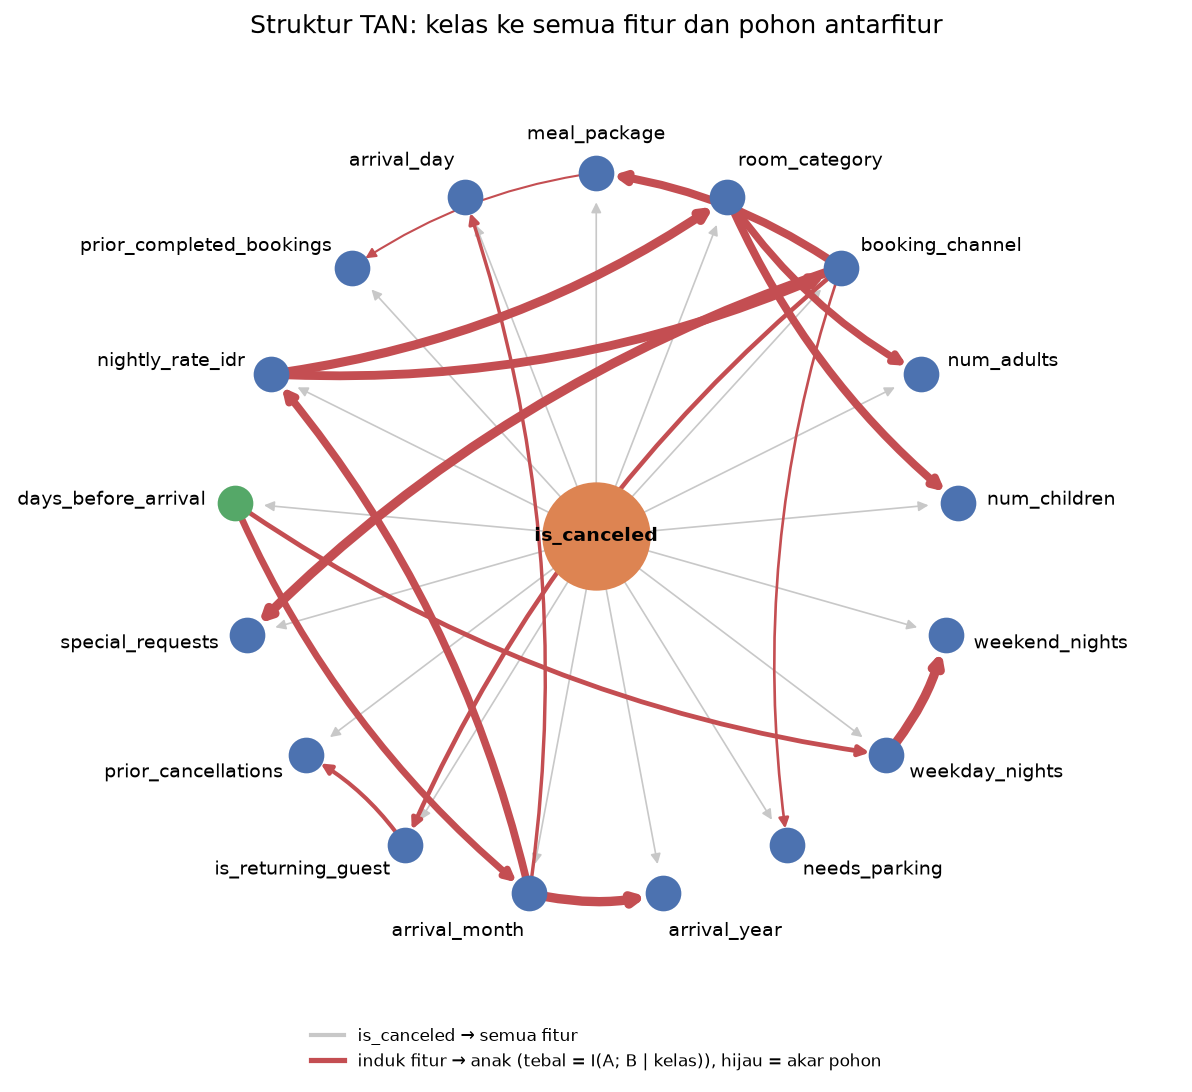 Struktur TAN: kelas ke semua fitur dan pohon antarfitur
meal_package
arrival_day
room_category
prior_completed_bookings
booking_channel
nightly_rate_idr
num_adults
days_before_arrival
num_children
is_canceled
special_requests
weekend_nights
prior_cancellations
weekday_nights
is_returning_guest
needs_parking
arrival_month
arrival_year
is_canceled → semua fitur
induk fitur → anak (tebal = I(A; B | kelas)), hijau = akar pohon